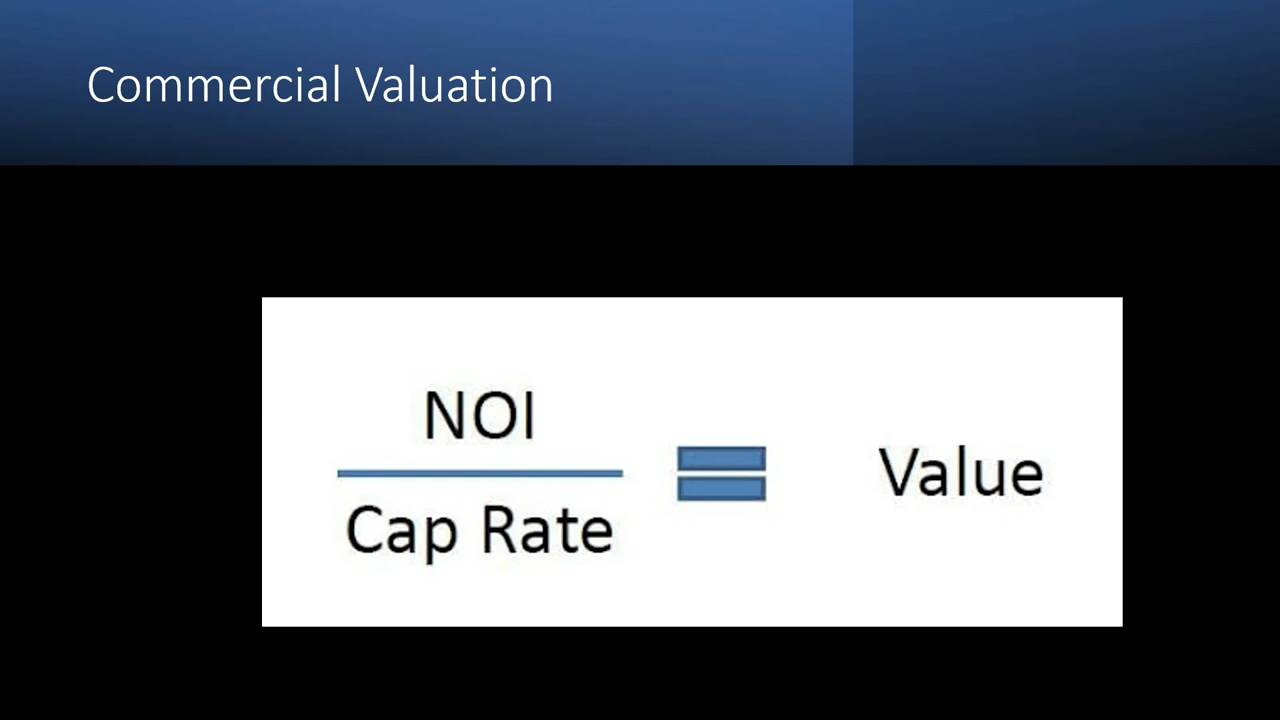 Commercial Valuation
NOI
Cap Rate
=
Value